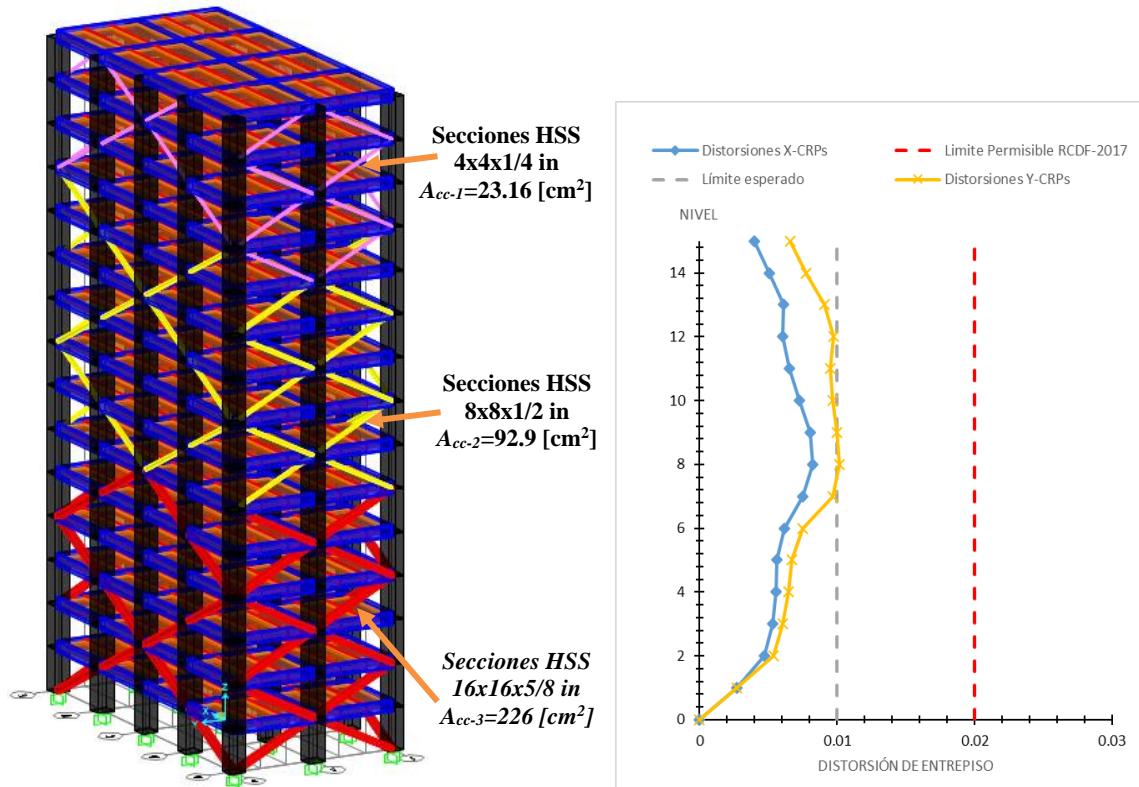 Secciones HSS
4x4x1/4 in
Acc-1=23.16 [cm²]
Secciones HSS
8x8x1/2 in
Acc-2=92.9 [cm²]
Secciones HSS
16x16x5/8 in
Acc-3=226 [cm²]
Z
X
Distorsiones X-CRPs
Limite Permisible RCDF-2017
Límite esperado
Distorsiones Y-CRPs
NIVEL
14
12
10
8
6
4
2
0
0
0.01
0.02
0.03
DISTORSIÓN DE ENTREPISO